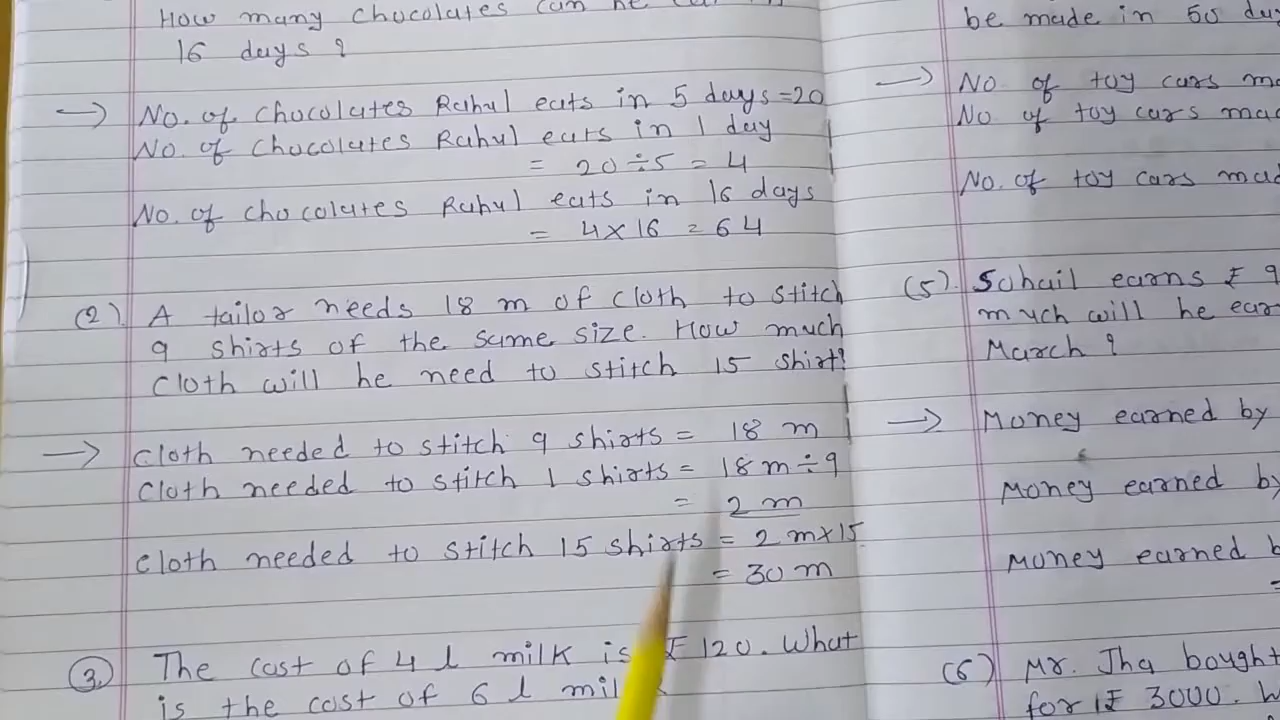 How many chocolates can he
16 days ?
→ No. of chocolates Rahul eats in 5 days = 20
No. of chocolates Rahul eats in 1 day
= 20 ÷ 5 = 4
No. of chocolates Rahul eats in 16 days
= 4 × 16 = 64
(2) A tailor needs 18 m of cloth to stitch
9 shirts of the same size. How much
cloth will he need to stitch 15 shirt?
→ cloth needed to stitch 9 shirts = 18 m
cloth needed to stitch 1 shirts = 18 m ÷ 9
= 2 m
cloth needed to stitch 15 shirts = 2 m × 15
= 30 m
(3) The cost of 4 l milk is ₹ 120. What
is the cost of 6 l
be made in 50
→ No. of toy cars
No. of toy cars
No. of toy cars
(5) Sohail earns ₹ 9
much will he
March ?
→ Money earned by
Money earned by
Money earned
=
(6) Mr. Jha bought
for ₹ 3000.